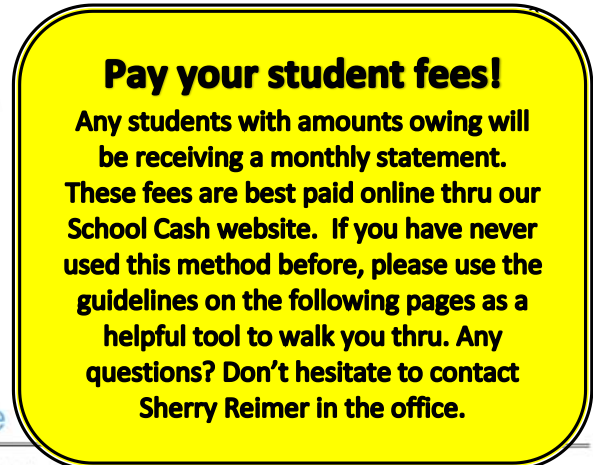 Pay your student fees!
Any students with amounts owing will
be receiving a monthly statement.
These fees are best paid online thru our
School Cash website.  If you have never
used this method before, please use the
guidelines on the following pages as a
helpful tool to walk you thru. Any
questions? Don’t hesitate to contact
Sherry Reimer in the office.